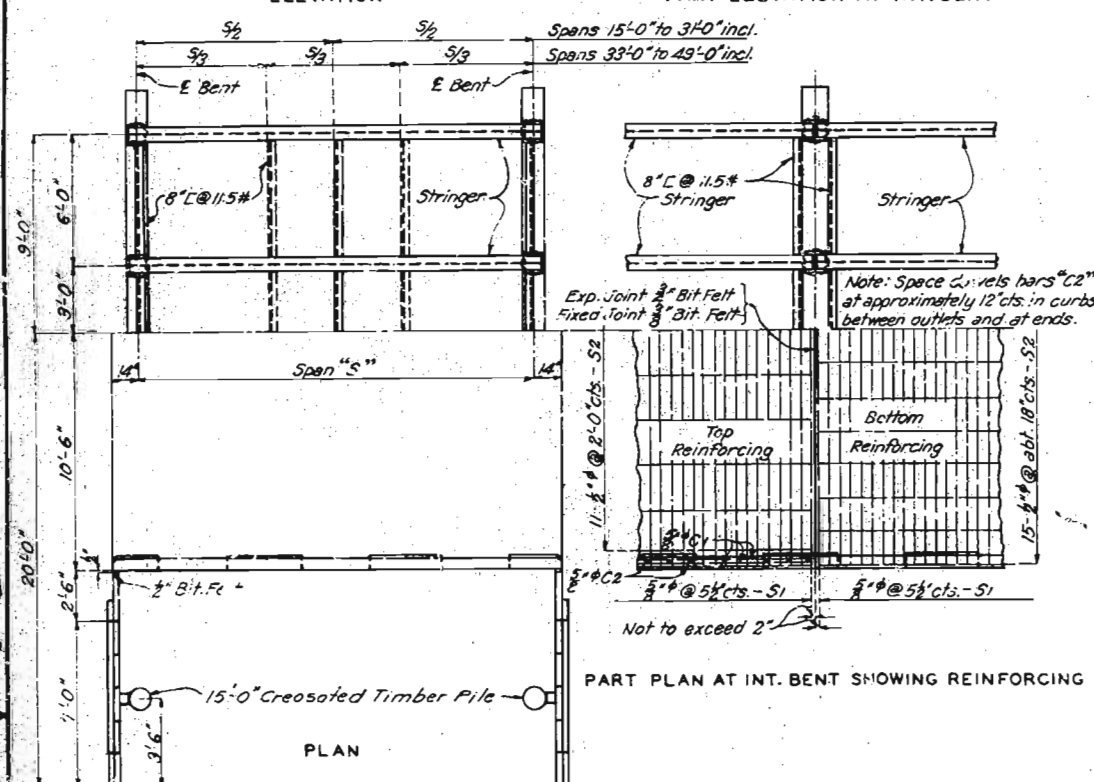 ELEVATION
S/2
S/2
Spans 15'-0" to 31'-0" incl.
S/3
S/3
S/3
Spans 33'-0" to 49'-0" incl.
℄ Bent
℄ Bent
8" [ @ 11.5#
Stringer
9'-0"
6'-0"
3'-0"
8" [ @ 11.5#
Stringer
Stringer
Exp. Joint 3/4" Bit. Felt
Fixed Joint 3/8" Bit. Felt
Note: Space dowels bars "C2"
at approximately 12" cts. in curbs
between outlets and at ends.
14"
Span "S"
14"
10'-6"
20'-0"
2'-6"
1/2" Bit. Fe
15'-0" Creosoted Timber Pile
3'-6"
PLAN
11-1/2"ϕ @ 2'-0" cts. - S2
Top
Reinforcing
Bottom
Reinforcing
15-1/2"ϕ @ abt. 18" cts. - S2
5/8"ϕ C1
5/8"ϕ C2
5/8"ϕ @ 5 1/2" cts. - S1
5/8"ϕ @ 5 1/2" cts. - S1
Not to exceed 2"
PART PLAN AT INT. BENT SHOWING REINFORCING